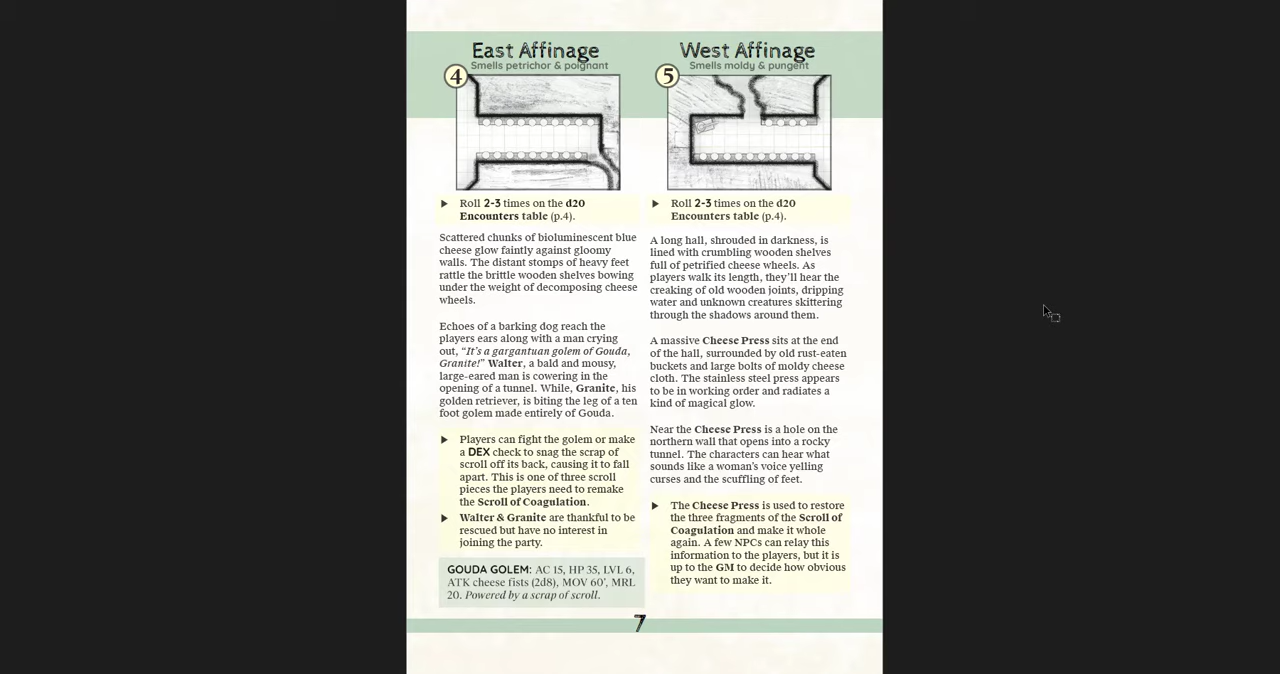 East Affinage
Smells petrichor & poignant
4
Roll 2-3 times on the d20
Encounters table (p.4).
Scattered chunks of bioluminescent blue
cheese glow faintly against gloomy
walls. The distant stomps of heavy feet
rattle the brittle wooden shelves bowing
under the weight of decomposing cheese
wheels.
Echoes of a barking dog reach the
players ears along with a man crying
out, “It’s a gargantuan golem of Gouda,
Granite!” Walter, a bald and mousy,
large-eared man is cowering in the
opening of a tunnel. While, Granite, his
golden retriever, is biting the leg of a ten
foot golem made entirely of Gouda.
Players can fight the golem or make
a DEX check to snag the scrap of
scroll off its back, causing it to fall
apart. This is one of three scroll
pieces the players need to remake
the Scroll of Coagulation.
Walter & Granite are thankful to be
rescued but have no interest in
joining the party.
GOUDA GOLEM: AC 15, HP 35, LVL 6,
ATK cheese fists (2d8), MOV 60’, MRL
20. Powered by a scrap of scroll.
West Affinage
Smells moldy & pungent
5
Roll 2-3 times on the d20
Encounters table (p.4).
A long hall, shrouded in darkness, is
lined with crumbling wooden shelves
full of petrified cheese wheels. As
players walk its length, they’ll hear the
creaking of old wooden joints, dripping
water and unknown creatures skittering
through the shadows around them.
A massive Cheese Press sits at the end
of the hall, surrounded by old rust-eaten
buckets and large bolts of moldy cheese
cloth. The stainless steel press appears
to be in working order and radiates a
kind of magical glow.
Near the Cheese Press is a hole on the
northern wall that opens into a rocky
tunnel. The characters can hear what
sounds like a woman’s voice yelling
curses and the scuffling of feet.
The Cheese Press is used to restore
the three fragments of the Scroll of
Coagulation and make it whole
again. A few NPCs can relay this
information to the players, but it is
up to the GM to decide how obvious
they want to make it.
7